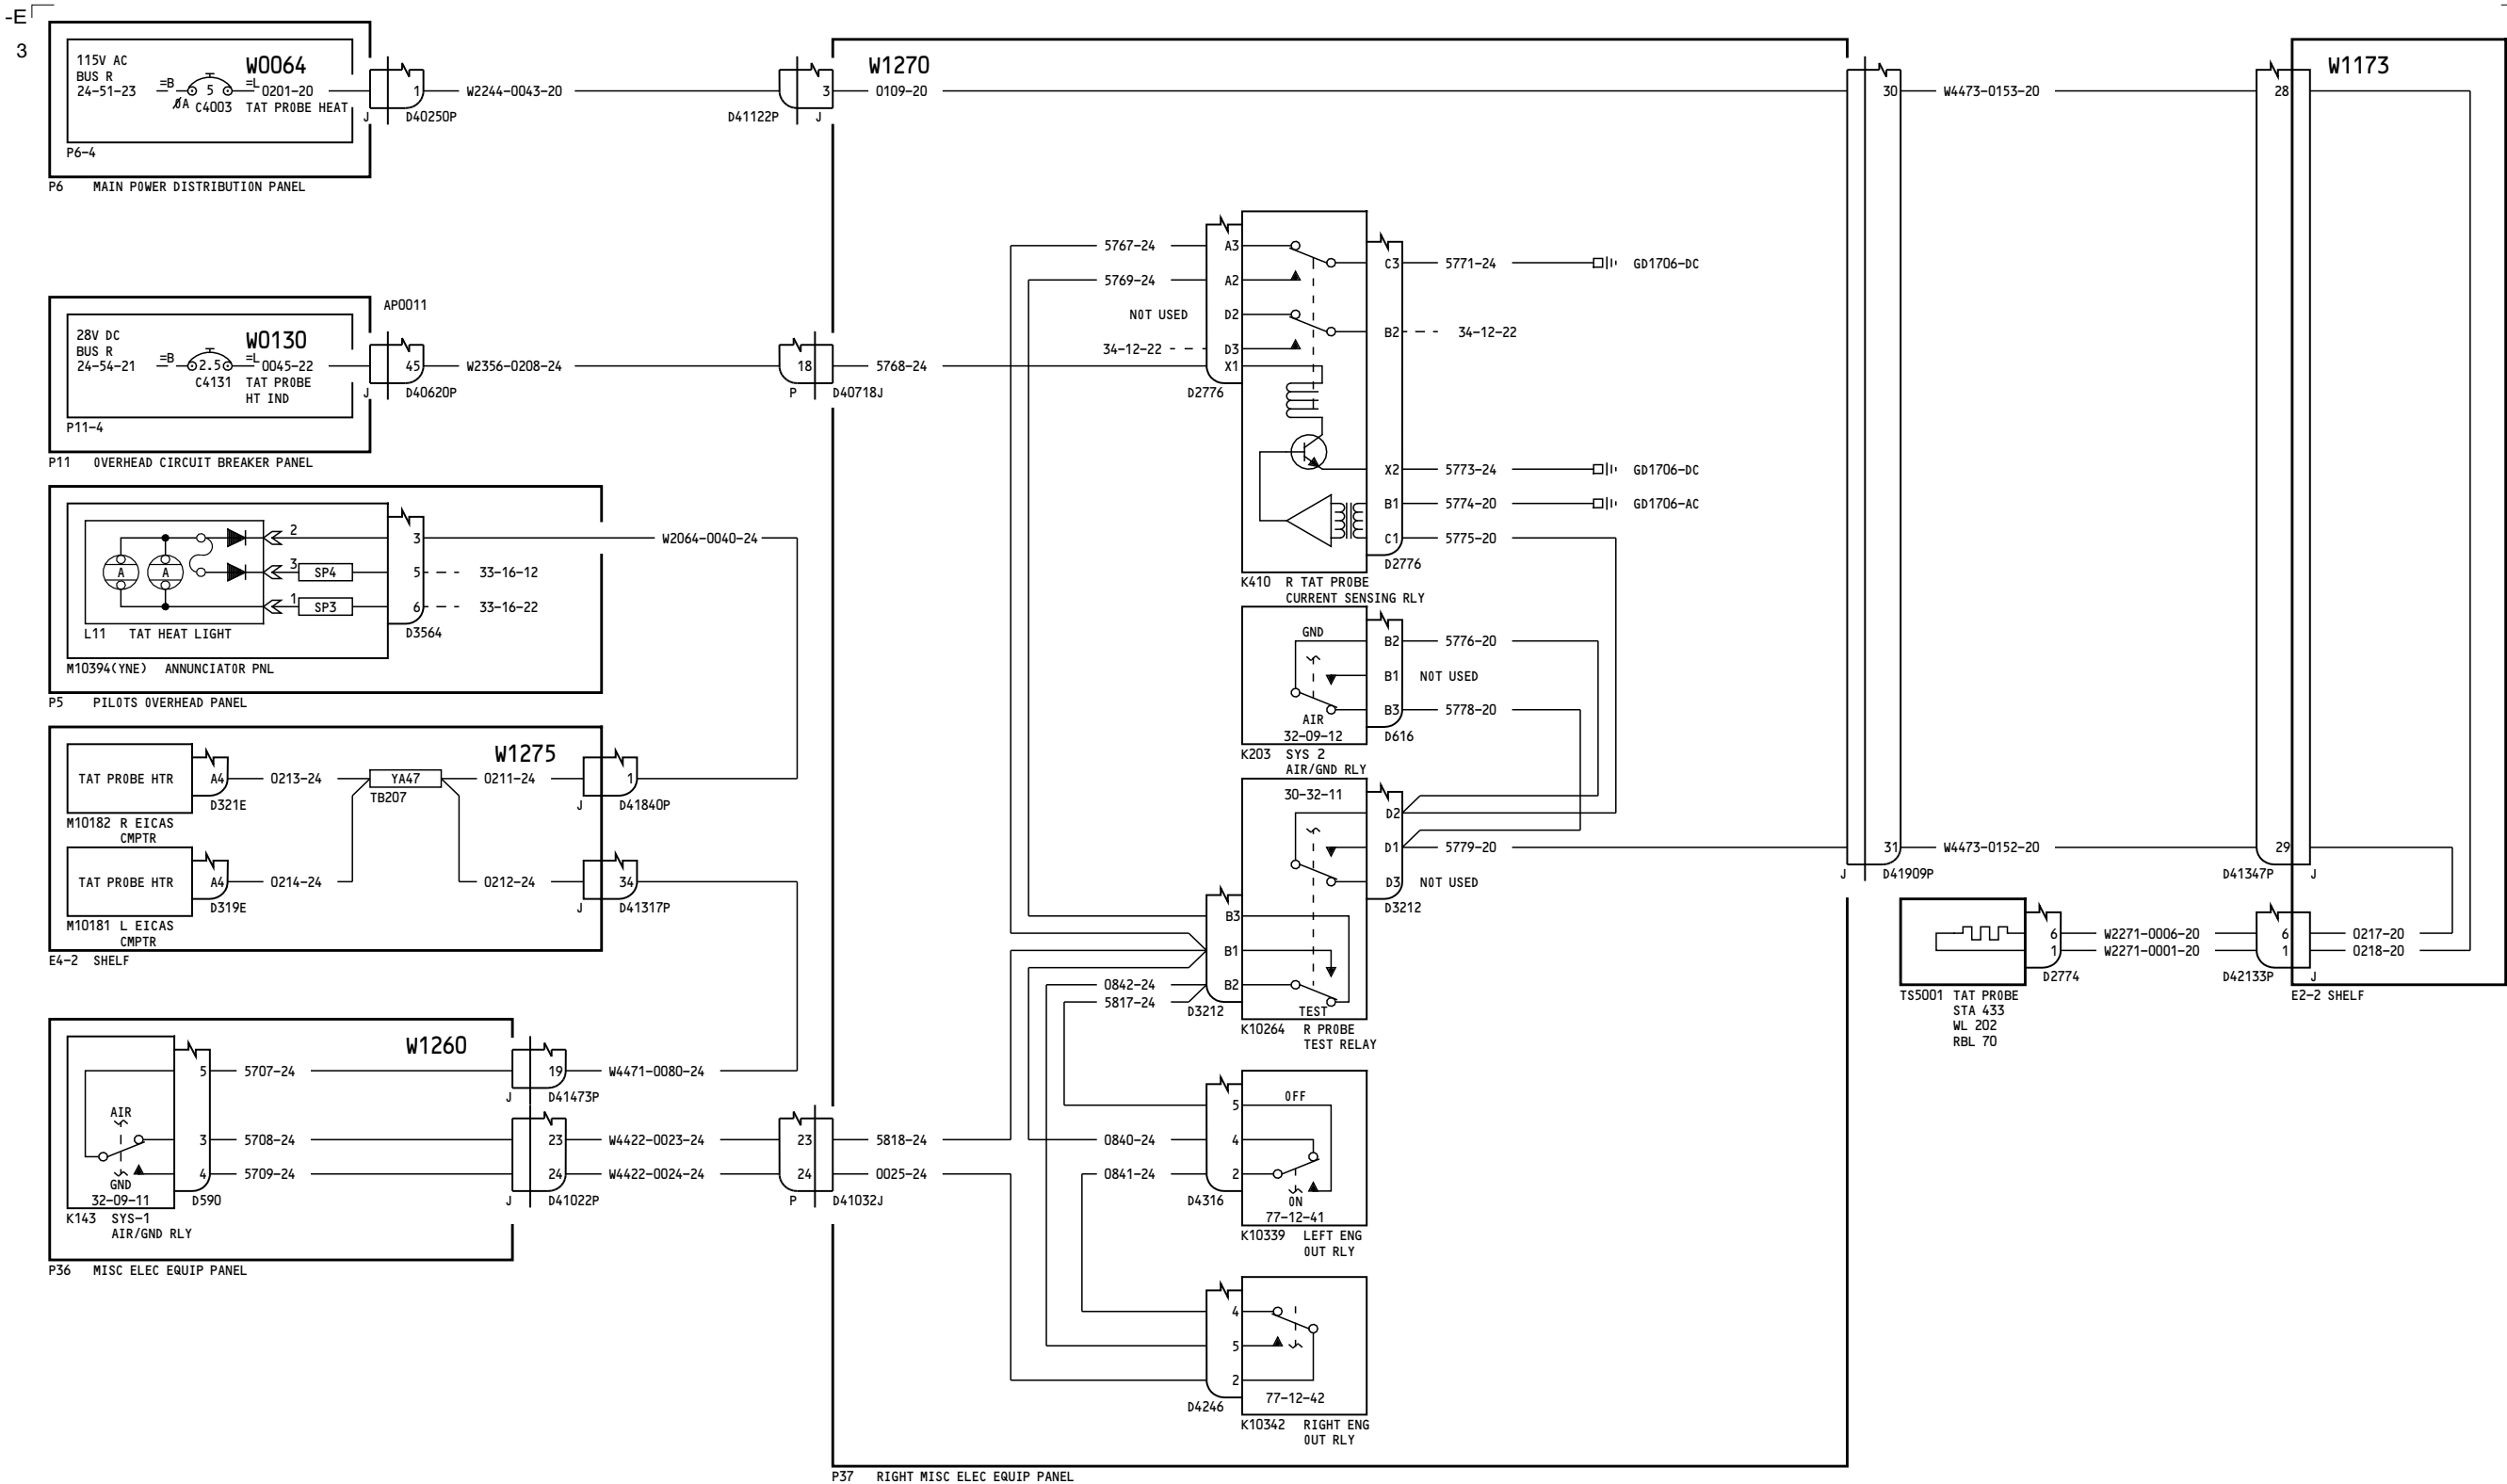 -E
3
115V AC
BUS R
24-51-23
=B
ØA
5
C4003
W0064
=L
0201-20
TAT PROBE HEAT
J
1
D40250P
W2244-0043-20
P6-4
P6 MAIN POWER DISTRIBUTION PANEL
D41122P
3
J
W1270
0109-20
30
W4473-0153-20
28
W1173
AP0011
28V DC
BUS R
24-54-21
=B
2.5
C4131
W0130
=L
0045-22
TAT PROBE
HT IND
J
45
D40620P
W2356-0208-24
18
P
D40718J
5768-24
P11-4
P11 OVERHEAD CIRCUIT BREAKER PANEL
5767-24
5769-24
NOT USED
34-12-22
A3
A2
D2
D3
X1
D2776
C3
5771-24
GD1706-DC
B2
34-12-22
X2
5773-24
GD1706-DC
B1
5774-20
GD1706-AC
C1
5775-20
D2776
K410 R TAT PROBE
CURRENT SENSING RLY
A
A
2
3
SP4
1
SP3
3
W2064-0040-24
5
33-16-12
6
33-16-22
D3564
L11 TAT HEAT LIGHT
M10394(YNE) ANNUNCIATOR PNL
P5 PILOTS OVERHEAD PANEL
GND
B2
5776-20
B1
NOT USED
B3
5778-20
AIR
32-09-12
D616
K203 SYS 2
AIR/GND RLY
W1275
TAT PROBE HTR
A4
0213-24
D321E
YA47
TB207
0211-24
J
1
D41840P
M10182 R EICAS
CMPTR
TAT PROBE HTR
A4
0214-24
D319E
0212-24
J
34
D41317P
M10181 L EICAS
CMPTR
E4-2 SHELF
30-32-11
D2
D1
5779-20
D3
NOT USED
D3212
B3
B1
B2
0842-24
5817-24
D3212
TEST
K10264 R PROBE
TEST RELAY
31
J
D41909P
W4473-0152-20
29
D41347P
J
6
W2271-0006-20
6
0217-20
1
W2271-0001-20
1
0218-20
D2774
D42133P
J
TS5001 TAT PROBE
STA 433
WL 202
RBL 70
E2-2 SHELF
W1260
5
5707-24
19
W4471-0080-24
J
D41473P
AIR
3
5708-24
23
W4422-0023-24
23
5818-24
4
5709-24
24
W4422-0024-24
24
0025-24
GND
32-09-11
D590
J
D41022P
P
D41032J
K143 SYS-1
AIR/GND RLY
P36 MISC ELEC EQUIP PANEL
5
OFF
0840-24
4
0841-24
2
D4316
ON
77-12-41
K10339 LEFT ENG
OUT RLY
4
5
2
D4246
77-12-42
K10342 RIGHT ENG
OUT RLY
P37 RIGHT MISC ELEC EQUIP PANEL